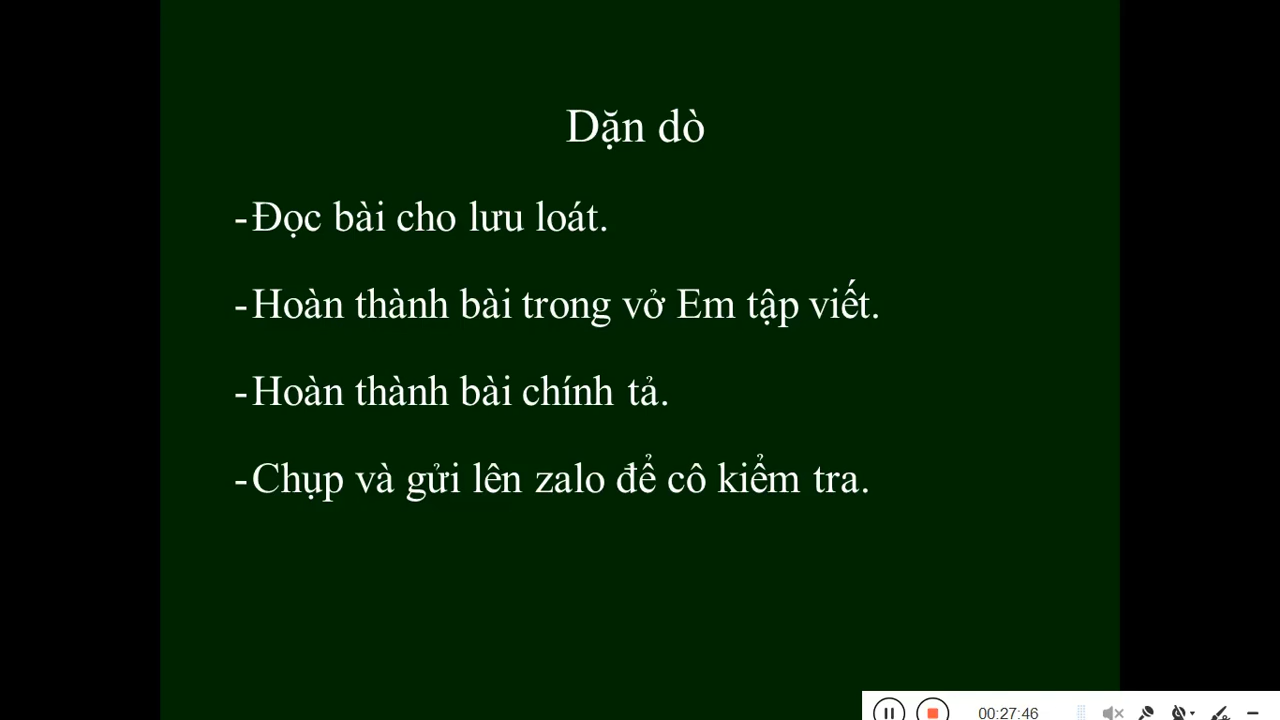 Dặn dò
-Đọc bài cho lưu loát.
-Hoàn thành bài trong vở Em tập viết.
-Hoàn thành bài chính tả.
-Chụp và gửi lên zalo để cô kiểm tra.
00:27:46